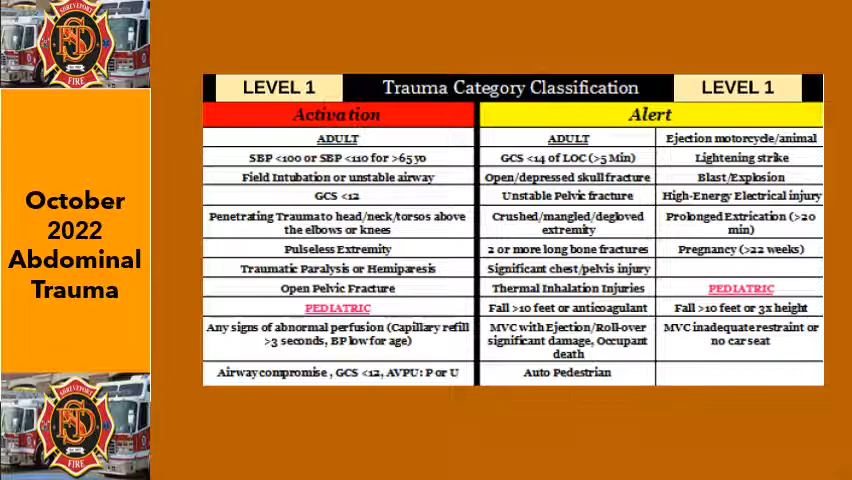 SHREVEPORT
FIRE
October
2022
Abdominal
Trauma
SHREVEPORT
FIRE
LEVEL 1
Trauma Category Classification
LEVEL 1
Activation
Alert
ADULT
SBP <100 or SBP <110 for >65 yo
Field Intubation or unstable airway
GCS <12
Penetrating Trauma to head/neck/torsos above
the elbows or knees
Pulseless Extremity
Traumatic Paralysis or Hemiparesis
Open Pelvic Fracture
PEDIATRIC
Any signs of abnormal perfusion (Capillary refill
>3 seconds, BP low for age)
Airway compromise , GCS <12, AVPU: P or U
ADULT
GCS <14 of LOC (>5 Min)
Open/depressed skull fracture
Unstable Pelvic fracture
Crushed/mangled/degloved
extremity
2 or more long bone fractures
Significant chest/pelvis injury
Thermal Inhalation Injuries
Fall >10 feet or anticoagulant
MVC with Ejection/Roll-over
significant damage, Occupant
death
Auto Pedestrian
Ejection motorcycle/animal
Lightening strike
Blast/Explosion
High-Energy Electrical injury
Prolonged Extrication (>20
min)
Pregnancy (>22 weeks)
PEDIATRIC
Fall >10 feet or 3x height
MVC inadequate restraint or
no car seat